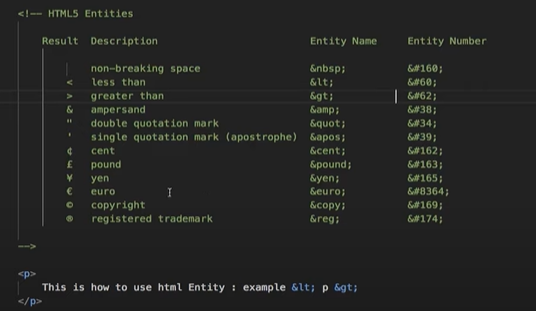 <!-- HTML5 Entities
Result Description Entity Name Entity Number
non-breaking space &nbsp; &#160;
< less than &lt; &#60;
> greater than &gt; &#62;
& ampersand &amp; &#38;
" double quotation mark &quot; &#34;
' single quotation mark (apostrophe) &apos; &#39;
¢ cent &cent; &#162;
£ pound &pound; &#163;
¥ yen &yen; &#165;
€ euro &euro; &#8364;
© copyright &copy; &#169;
® registered trademark &reg; &#174;
-->
<p>
This is how to use html Entity : example &lt; p &gt;
</p>